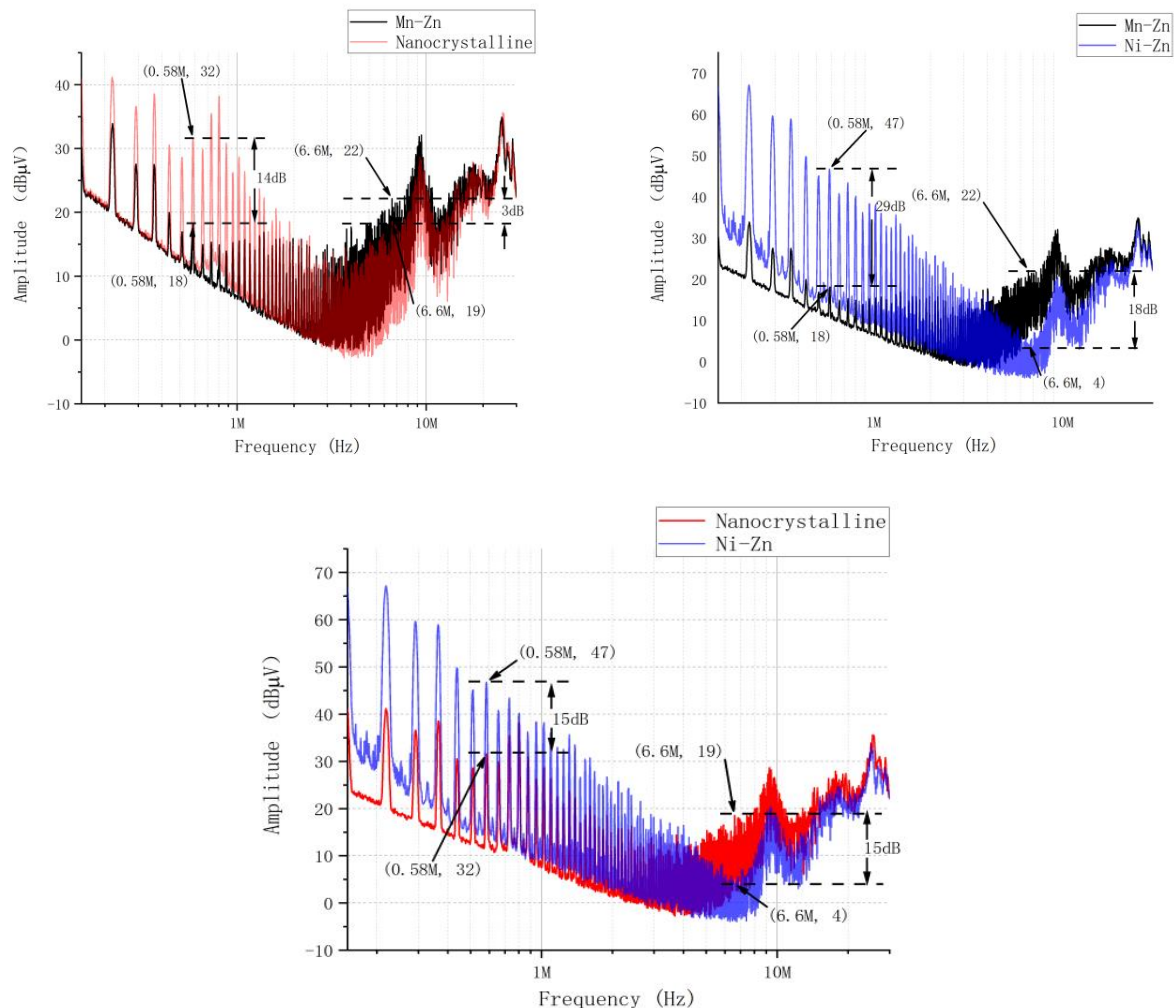 Mn-Zn
Nanocrystalline
Amplitude (dBμV)
40
30
20
10
0
-10
(0.58M, 32)
14dB
(6.6M, 22)
3dB
(0.58M, 18)
(6.6M, 19)
1M
10M
Frequency (Hz)
Mn-Zn
Ni-Zn
Amplitude (dBμV)
70
60
50
40
30
20
10
0
-10
(0.58M, 47)
29dB
(6.6M, 22)
18dB
(0.58M, 18)
(6.6M, 4)
1M
10M
Frequency (Hz)
Nanocrystalline
Ni-Zn
Amplitude (dBμV)
70
60
50
40
30
20
10
0
-10
(0.58M, 47)
15dB
(6.6M, 19)
15dB
(0.58M, 32)
(6.6M, 4)
1M
10M
Frequency (Hz)